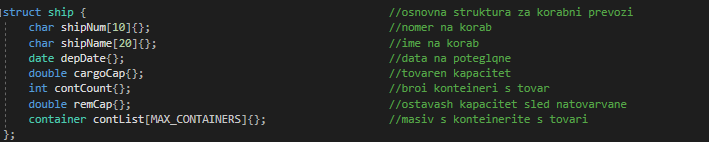 struct ship { //osnovna struktura za korabni prevozi
char shipNum[10]{}; //nomer na korab
char shipName[20]{}; //ime na korab
date depDate{}; //data na poteglqne
double cargoCap{}; //tovaren kapacitet
int contCount{}; //broi konteineri s tovar
double remCap{}; //ostavash kapacitet sled natovarvane
container contList[MAX_CONTAINERS]{}; //masiv s konteinerite s tovari
};